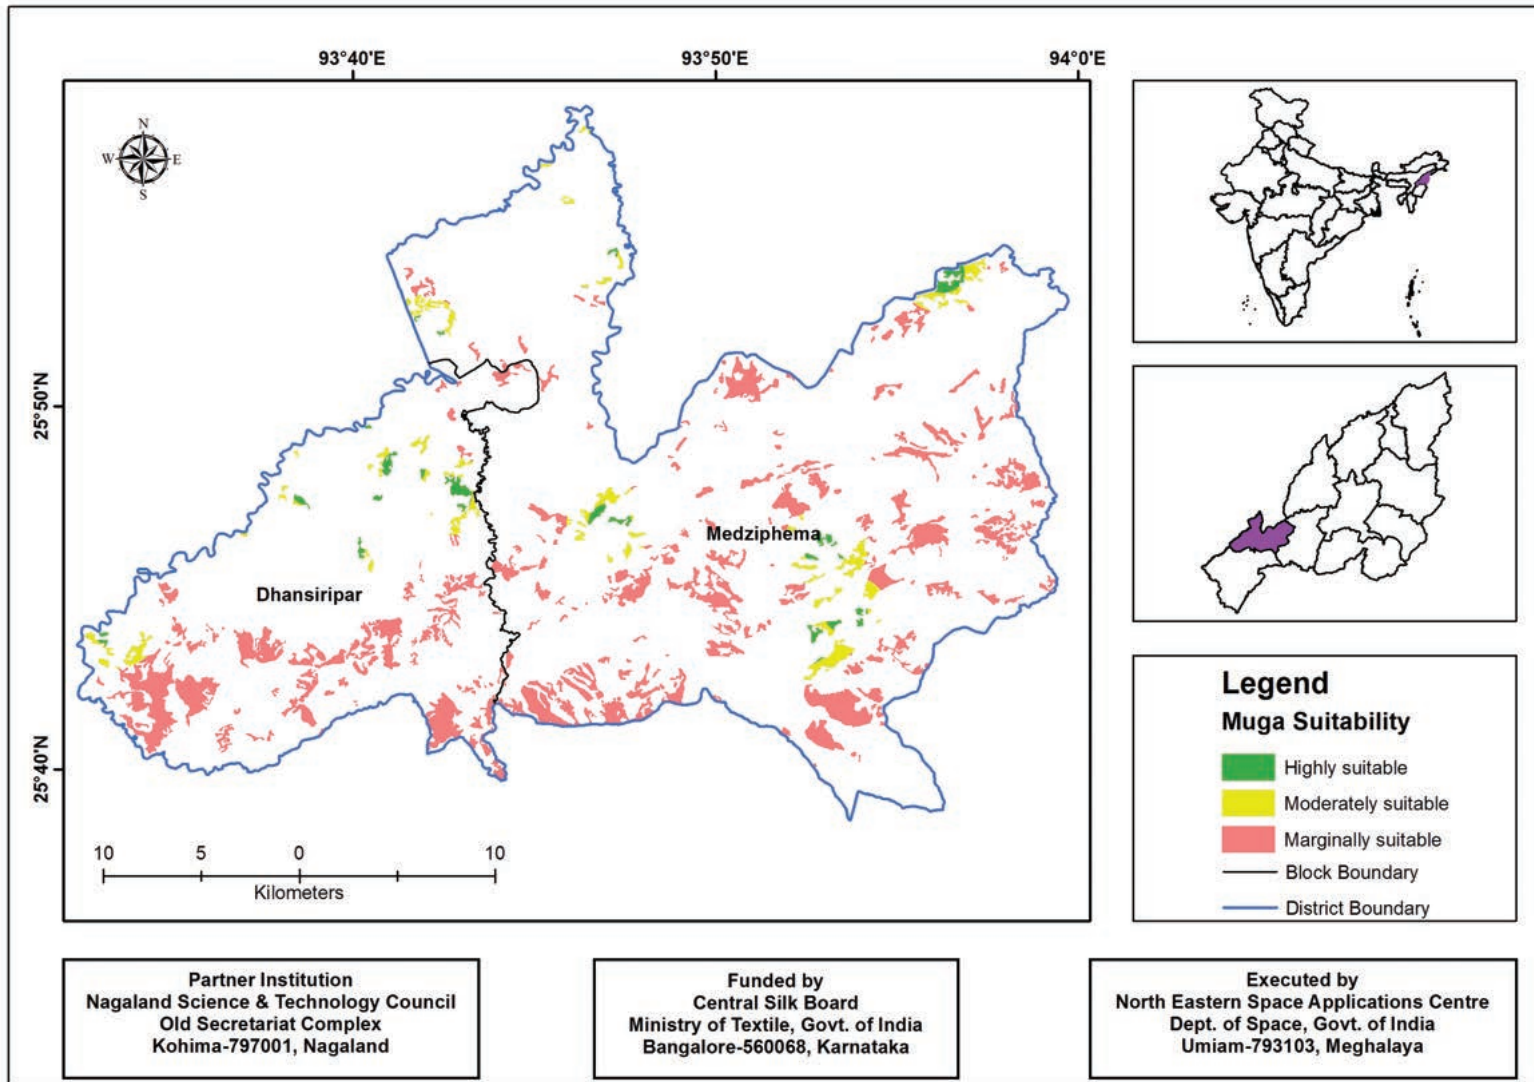 93°40'E
93°50'E
94°0'E
N
W
E
S
25°50'N
25°40'N
Medziphema
Dhansiripar
10 5 0 10
Kilometers
Legend
Muga Suitability
Highly suitable
Moderately suitable
Marginally suitable
Block Boundary
District Boundary
Partner Institution
Nagaland Science & Technology Council
Old Secretariat Complex
Kohima-797001, Nagaland
Funded by
Central Silk Board
Ministry of Textile, Govt. of India
Bangalore-560068, Karnataka
Executed by
North Eastern Space Applications Centre
Dept. of Space, Govt. of India
Umiam-793103, Meghalaya